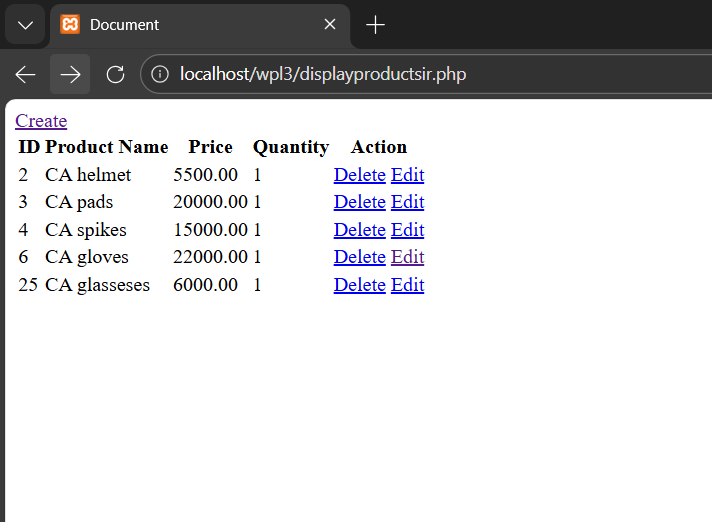 Document
localhost/wpl3/displayproductsir.php
Create
ID Product Name Price Quantity Action
2 CA helmet 5500.00 1 Delete Edit
3 CA pads 20000.00 1 Delete Edit
4 CA spikes 15000.00 1 Delete Edit
6 CA gloves 22000.00 1 Delete Edit
25 CA glasseses 6000.00 1 Delete Edit